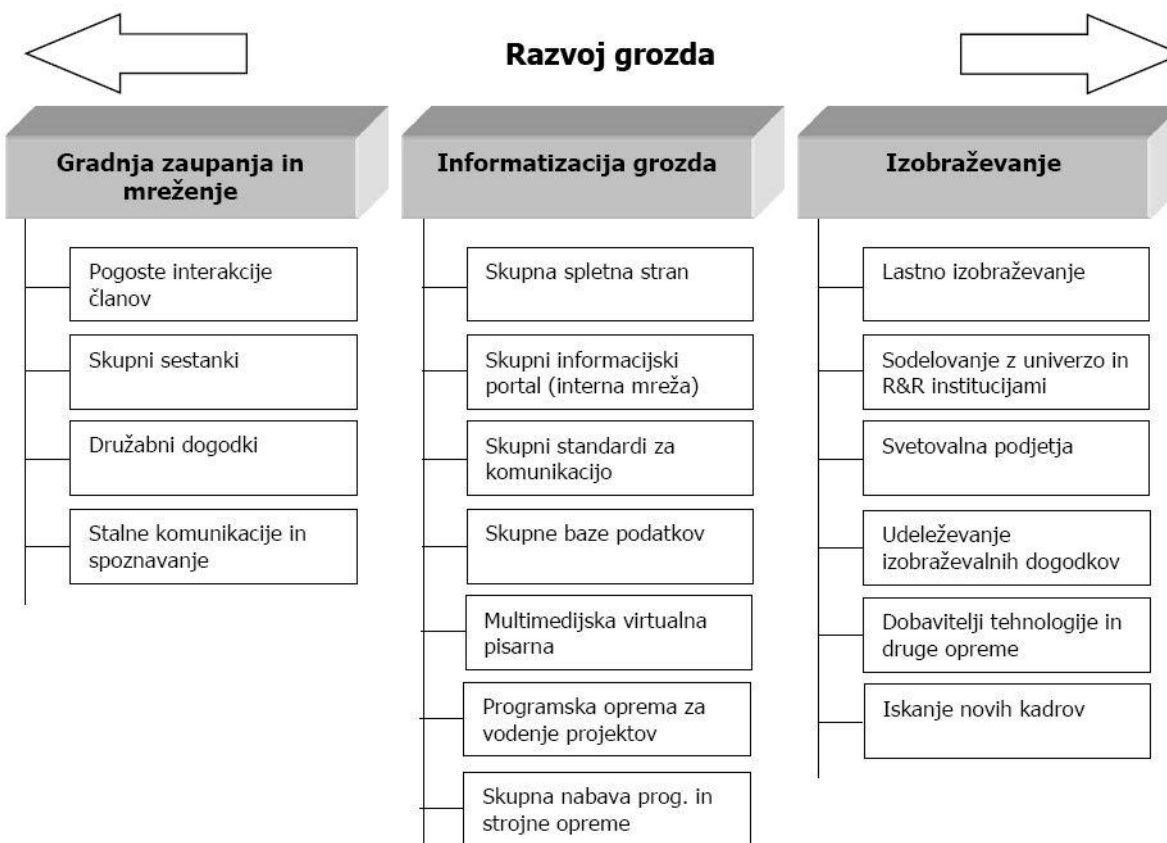 Razvoj grozda
Gradnja zaupanja in
mreženje
Pogoste interakcije
članov
Skupni sestanki
Družabni dogodki
Stalne komunikacije in
spoznavanje
Informatizacija grozda
Skupna spletna stran
Skupni informacijski
portal (interna mreža)
Skupni standardi za
komunikacijo
Skupne baze podatkov
Multimedijska virtualna
pisarna
Programska oprema za
vodenje projektov
Skupna nabava prog. in
strojne opreme
Izobraževanje
Lastno izobraževanje
Sodelovanje z univerzo in
R&R institucijami
Svetovalna podjetja
Udeleževanje
izobraževalnih dogodkov
Dobavitelji tehnologije in
druge opreme
Iskanje novih kadrov